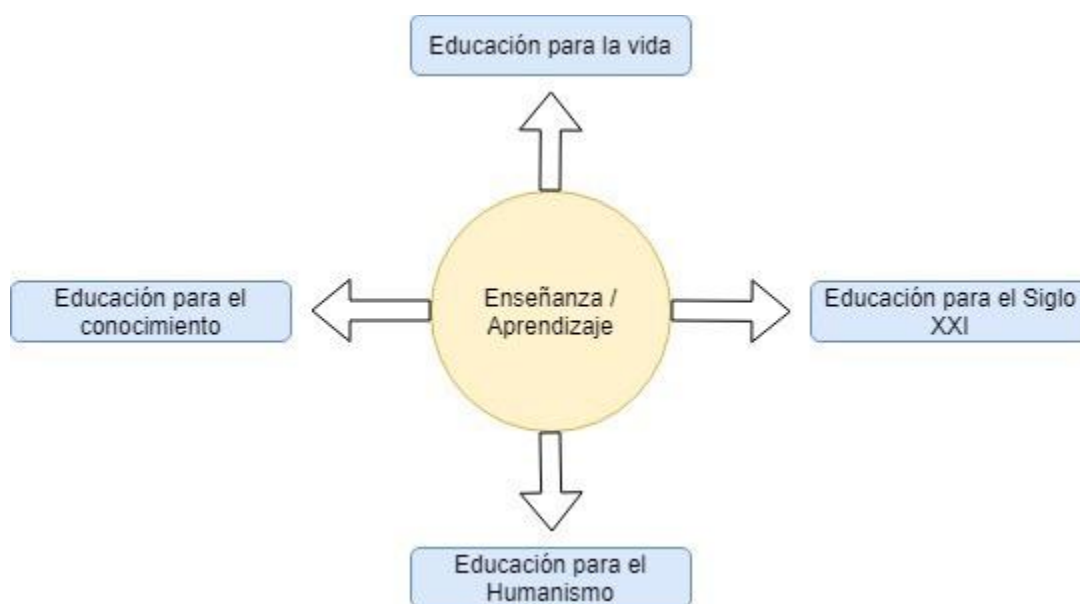 Educación para la vida
Educación para el
conocimiento
Enseñanza /
Aprendizaje
Educación para el Siglo
XXI
Educación para el
Humanismo